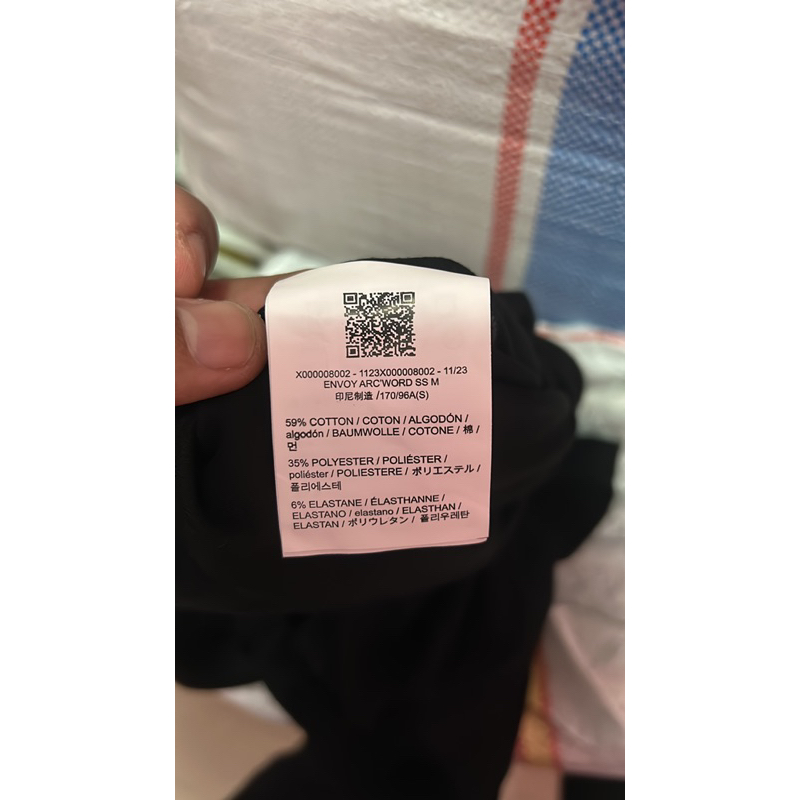 X000008002 - 1123X000008002 - 11/23
ENVOY ARC'WORD SS M
印尼制造 /170/96A(S)
59% COTTON / COTON / ALGODÓN /
algodón / BAUMWOLLE / COTONE / 棉 /
면
35% POLYESTER / POLIÉSTER /
poliéster / POLIESTERE / ポリエステル /
폴리에스테
6% ELASTANE / ÉLASTHANNE /
ELASTANO / elastano / ELASTHAN /
ELASTAN / ポリウレタン / 폴리우레탄